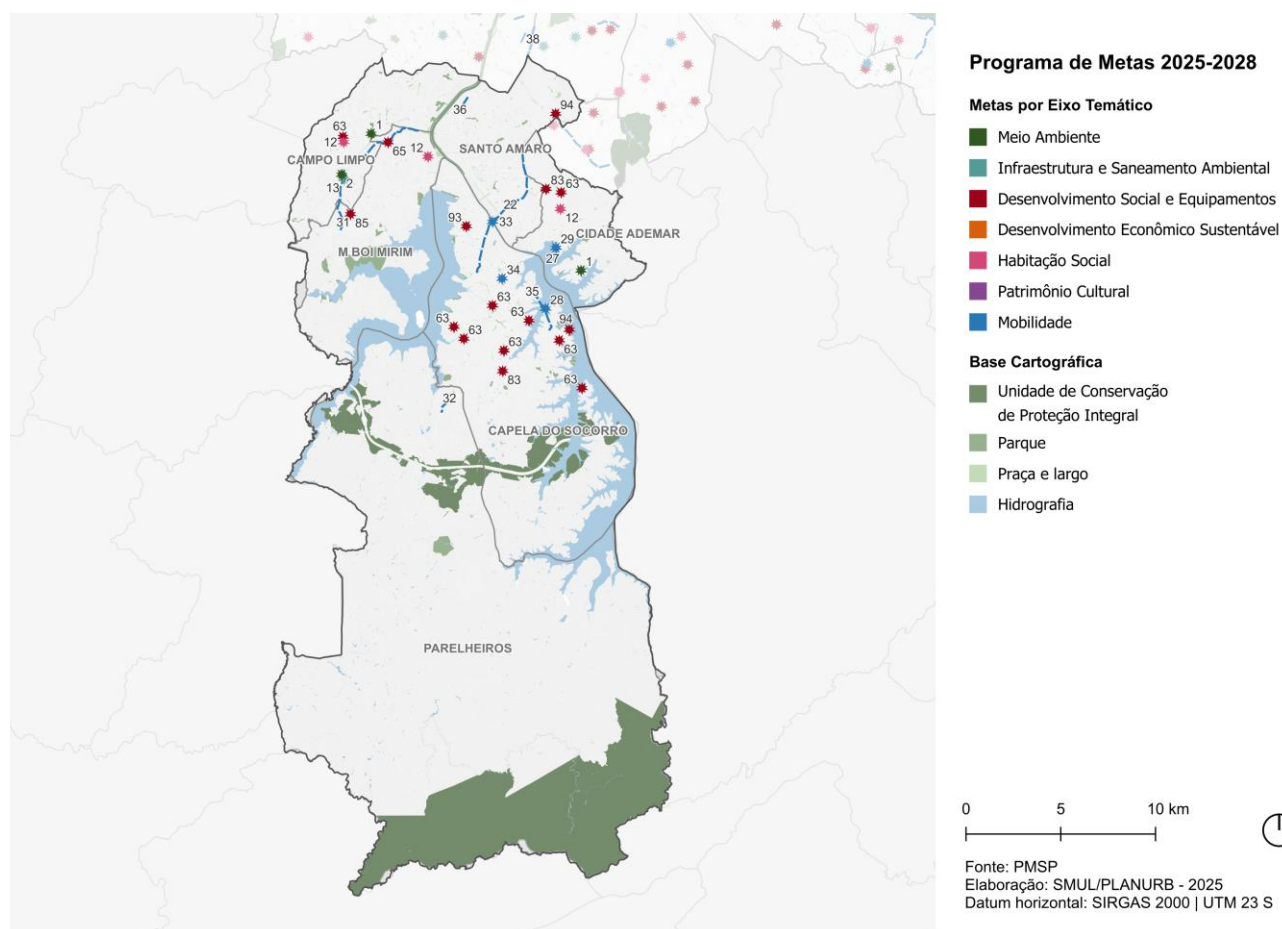 38
36
94
1
63
12
65
12
CAMPO LIMPO
SANTO AMARO
13
2
83
63
31
85
93
22
33
12
CIDADE ADEMAR
29
27
M BOI MIRIM
1
34
35
28
63
63
94
63
63
63
63
83
63
32
CAPELA DO SOCORRO
PARELHEIROS
Programa de Metas 2025-2028
Metas por Eixo Temático
Meio Ambiente
Infraestrutura e Saneamento Ambiental
Desenvolvimento Social e Equipamentos
Desenvolvimento Econômico Sustentável
Habitação Social
Patrimônio Cultural
Mobilidade
Base Cartográfica
Unidade de Conservação
de Proteção Integral
Parque
Praça e largo
Hidrografia
0 5 10 km
Fonte: PMSP
Elaboração: SMUL/PLANURB - 2025
Datum horizontal: SIRGAS 2000 | UTM 23 S